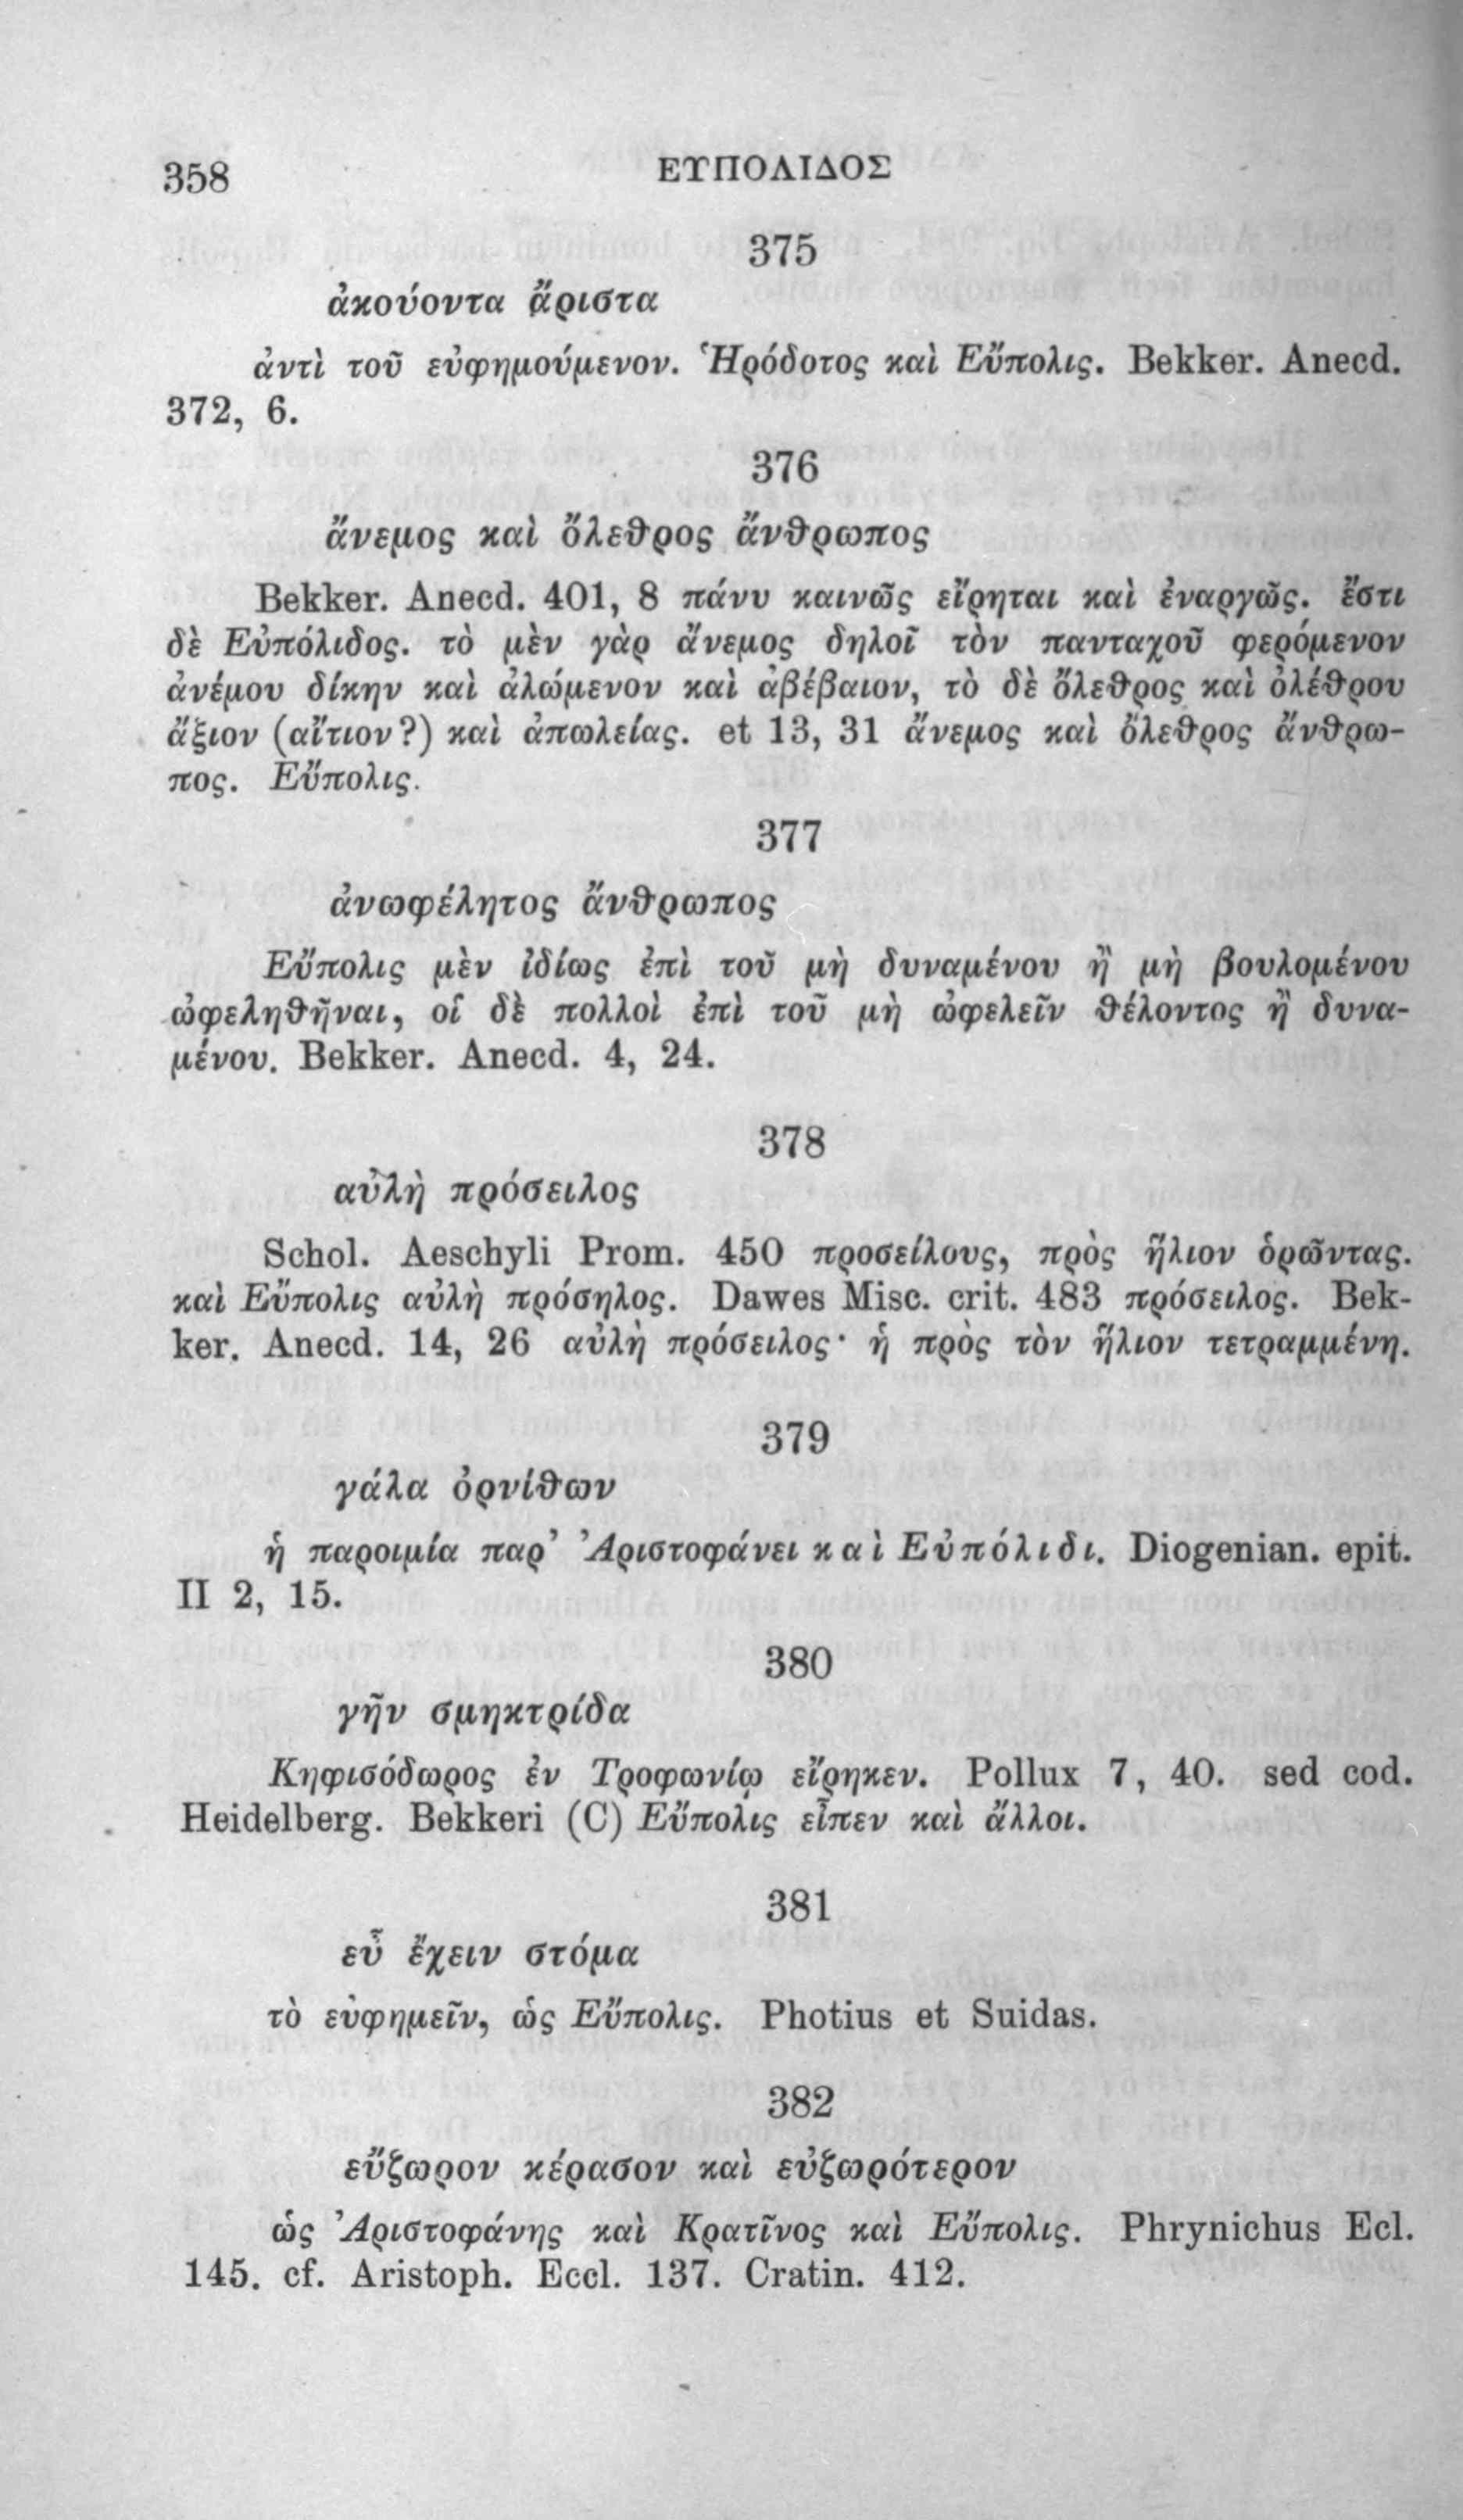 358
ΕΥΠΟΛΙΔΟΣ
375
ἀκούοντα ἄριστα
ἀντὶ τοῦ εὐφημούμενον. Ἡρόδοτος καὶ Εὔπολις. Bekker. Anecd.
372, 6.
376
ἄνεμος καὶ ὄλεθρος ἄνθρωπος
Bekker. Anecd. 401, 8 πάνυ καινῶς εἴρηται καὶ ἐναργῶς. ἔστι
δὲ Εὐπόλιδος. τὸ μὲν γὰρ ἄνεμος δηλοῖ τὸν πανταχοῦ φερόμενον
ἀνέμου δίκην καὶ ἀλώμενον καὶ ἀβέβαιον, τὸ δὲ ὄλεθρος καὶ ὀλέθρου
ἄξιον (αἴτιον?) καὶ ἀπωλείας. et 13, 31 ἄνεμος καὶ ὄλεθρος ἄνθρω-
πος. Εὔπολις.
377
ἀνωφέλητος ἄνθρωπος
Εὔπολις μὲν ἰδίως ἐπὶ τοῦ μὴ δυναμένου ἢ μὴ βουλομένου
ὠφεληθῆναι, οἱ δὲ πολλοὶ ἐπὶ τοῦ μὴ ὠφελεῖν θέλοντος ἢ δυνα-
μένου. Bekker. Anecd. 4, 24.
378
αὐλὴ πρόσειλος
Schol. Aeschyli Prom. 450 προσείλους, πρὸς ἥλιον ὁρῶντας.
καὶ Εὔπολις αὐλὴ πρόσηλος. Dawes Misc. crit. 483 πρόσειλος. Bek-
ker. Anecd. 14, 26 αὐλὴ πρόσειλος· ἡ πρὸς τὸν ἥλιον τετραμμένη.
379
γάλα ὀρνίθων
ἡ παροιμία παρ’ Ἀριστοφάνει καὶ Εὐπόλιδι. Diogenian. epit.
II 2, 15.
380
γῆν σμηκτρίδα
Κηφισόδωρος ἐν Τροφωνίῳ εἴρηκεν. Pollux 7, 40. sed cod.
Heidelberg. Bekkeri (C) Εὔπολις εἶπεν καὶ ἄλλοι.
381
εὖ ἔχειν στόμα
τὸ εὐφημεῖν, ὡς Εὔπολις. Photius et Suidas.
382
εὔζωρον κέρασον καὶ εὐζωρότερον
ὡς Ἀριστοφάνης καὶ Κρατῖνος καὶ Εὔπολις. Phrynichus Ecl.
145. cf. Aristoph. Eccl. 137. Cratin. 412.